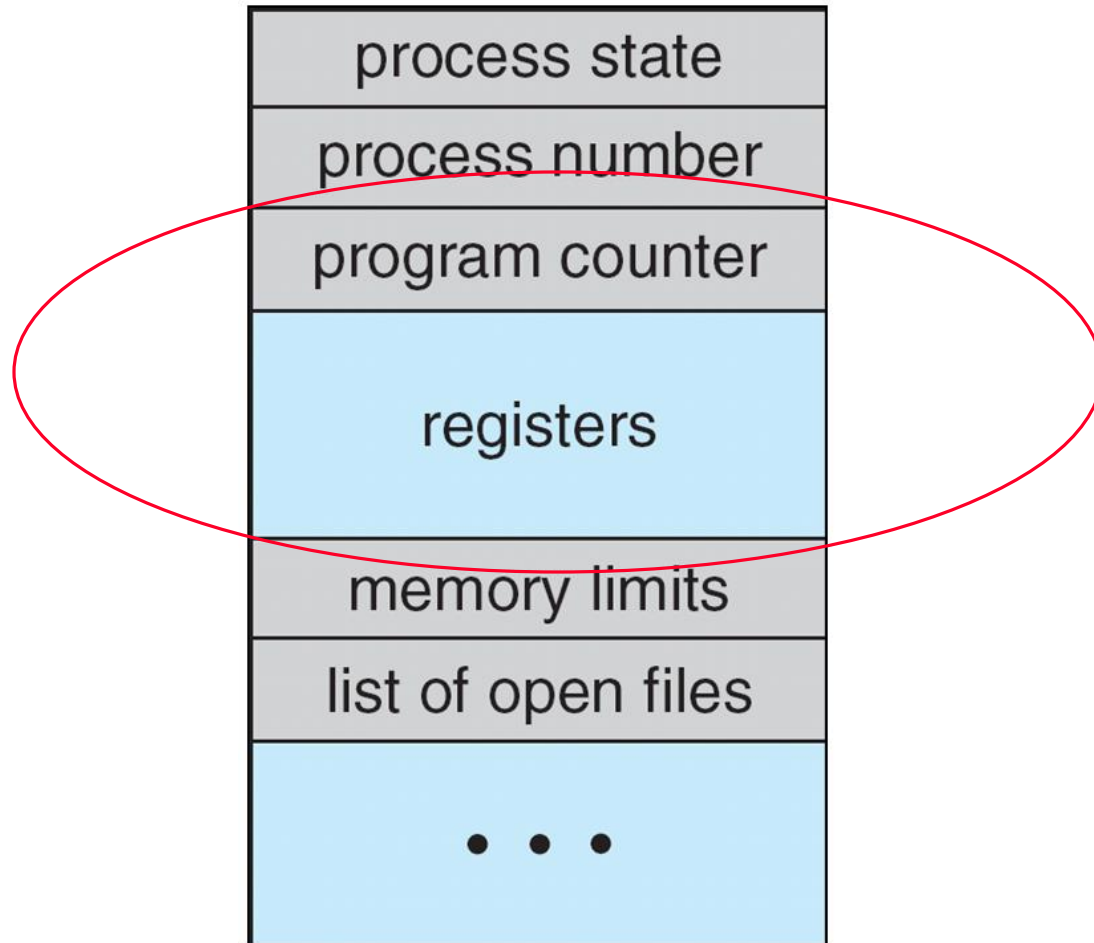 process state
process number
program counter
registers
memory limits
list of open files
• • •